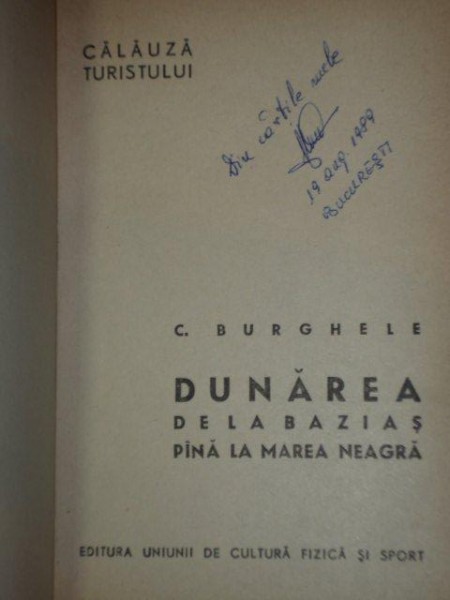 CĂLĂUZĂ
TURISTULUI
Din cărțile mele
19 aug. 1989
BUCUREȘTI
C. BURGHELE
DUNĂREA
DE LA BAZIAȘ
PÎNĂ LA MAREA NEAGRĂ
EDITURA UNIUNII DE CULTURĂ FIZICĂ ȘI SPORT